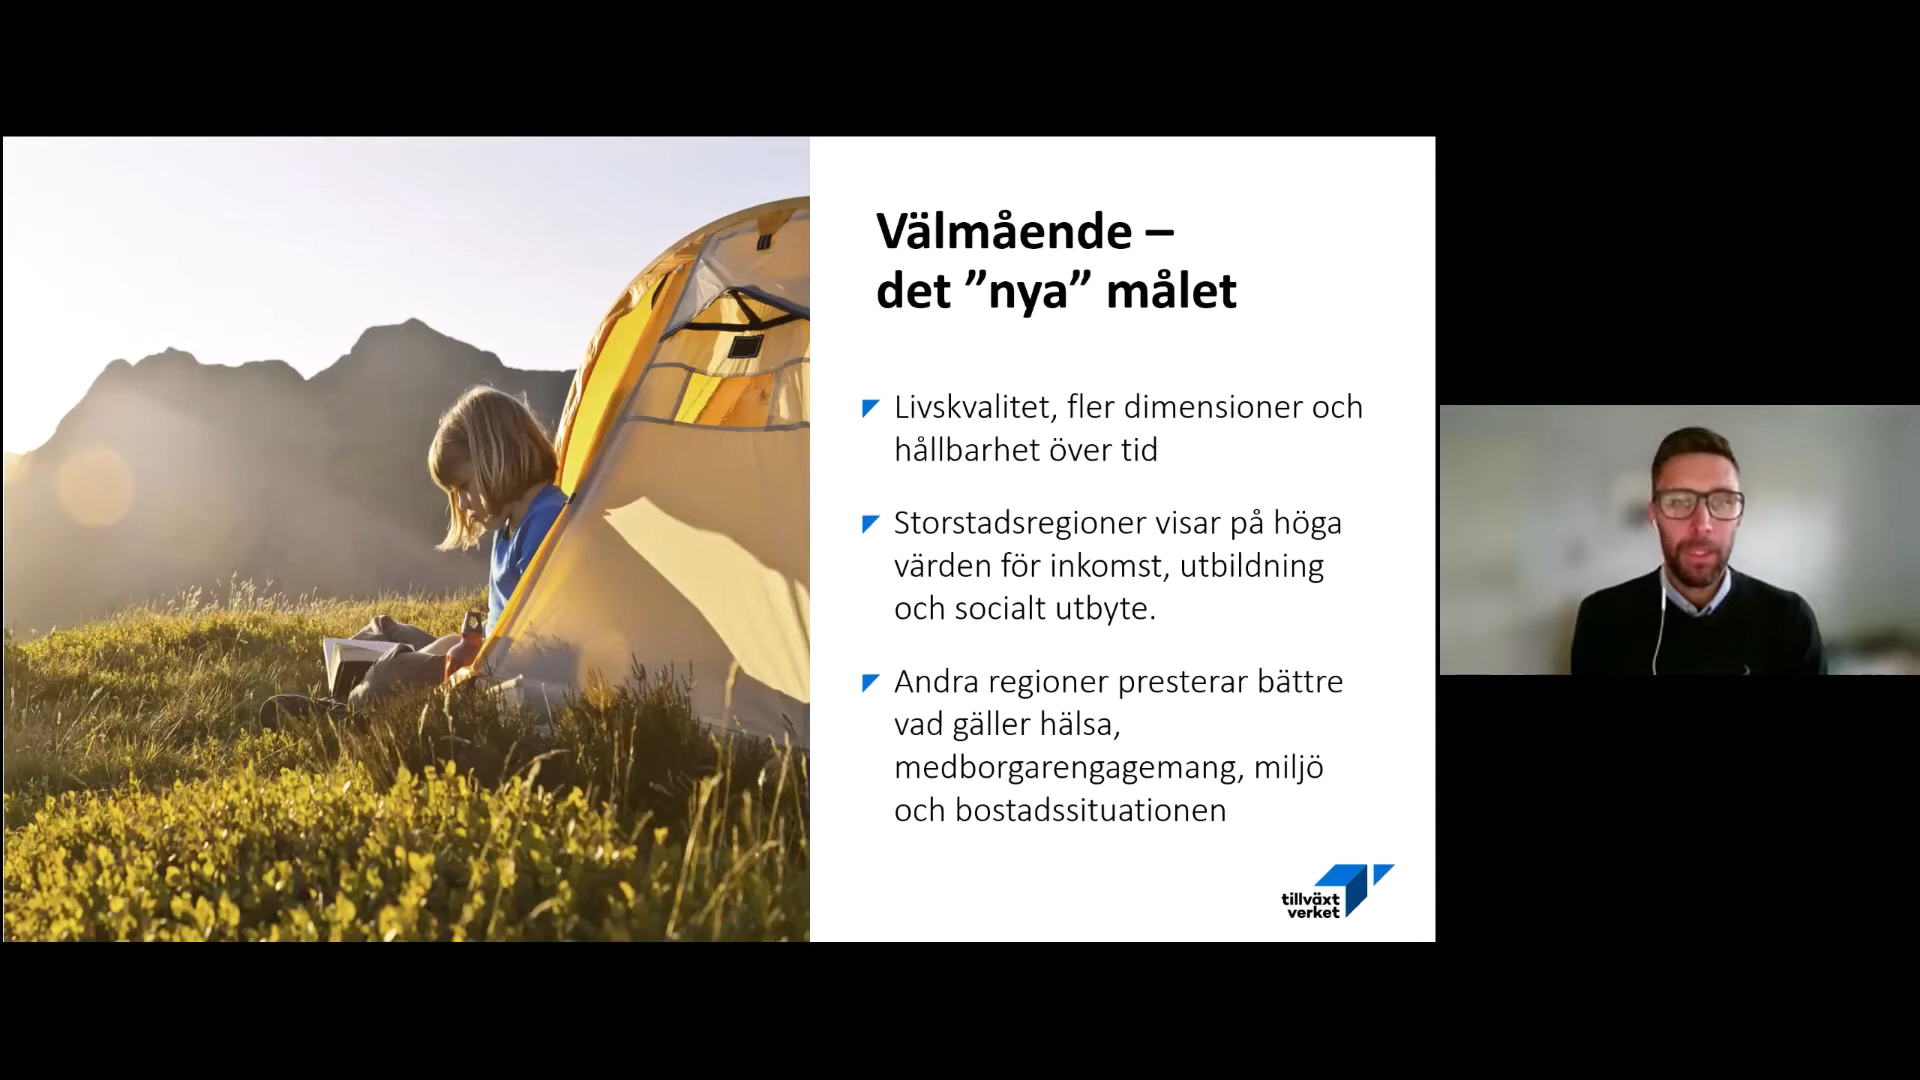 Välmående –
det ”nya” målet
Livskvalitet, fler dimensioner och
hållbarhet över tid
Storstadsregioner visar på höga
värden för inkomst, utbildning
och socialt utbyte.
Andra regioner presterar bättre
vad gäller hälsa,
medborgarengagemang, miljö
och bostadssituationen
tillväxt
verket